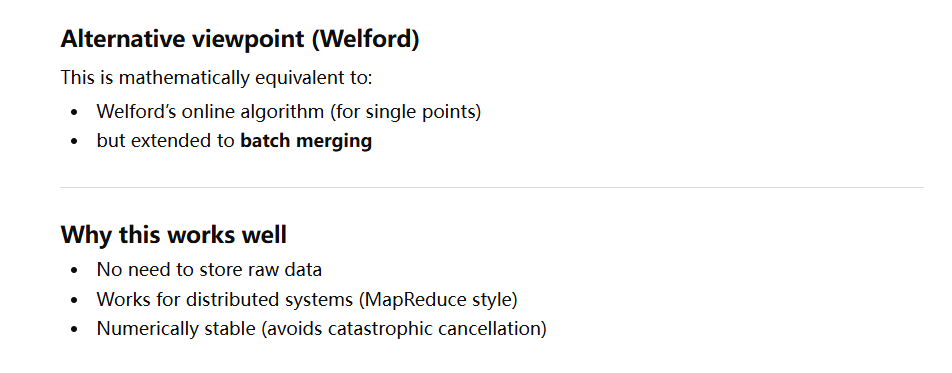 Alternative viewpoint (Welford)
This is mathematically equivalent to:
• Welford’s online algorithm (for single points)
• but extended to batch merging
Why this works well
• No need to store raw data
• Works for distributed systems (MapReduce style)
• Numerically stable (avoids catastrophic cancellation)